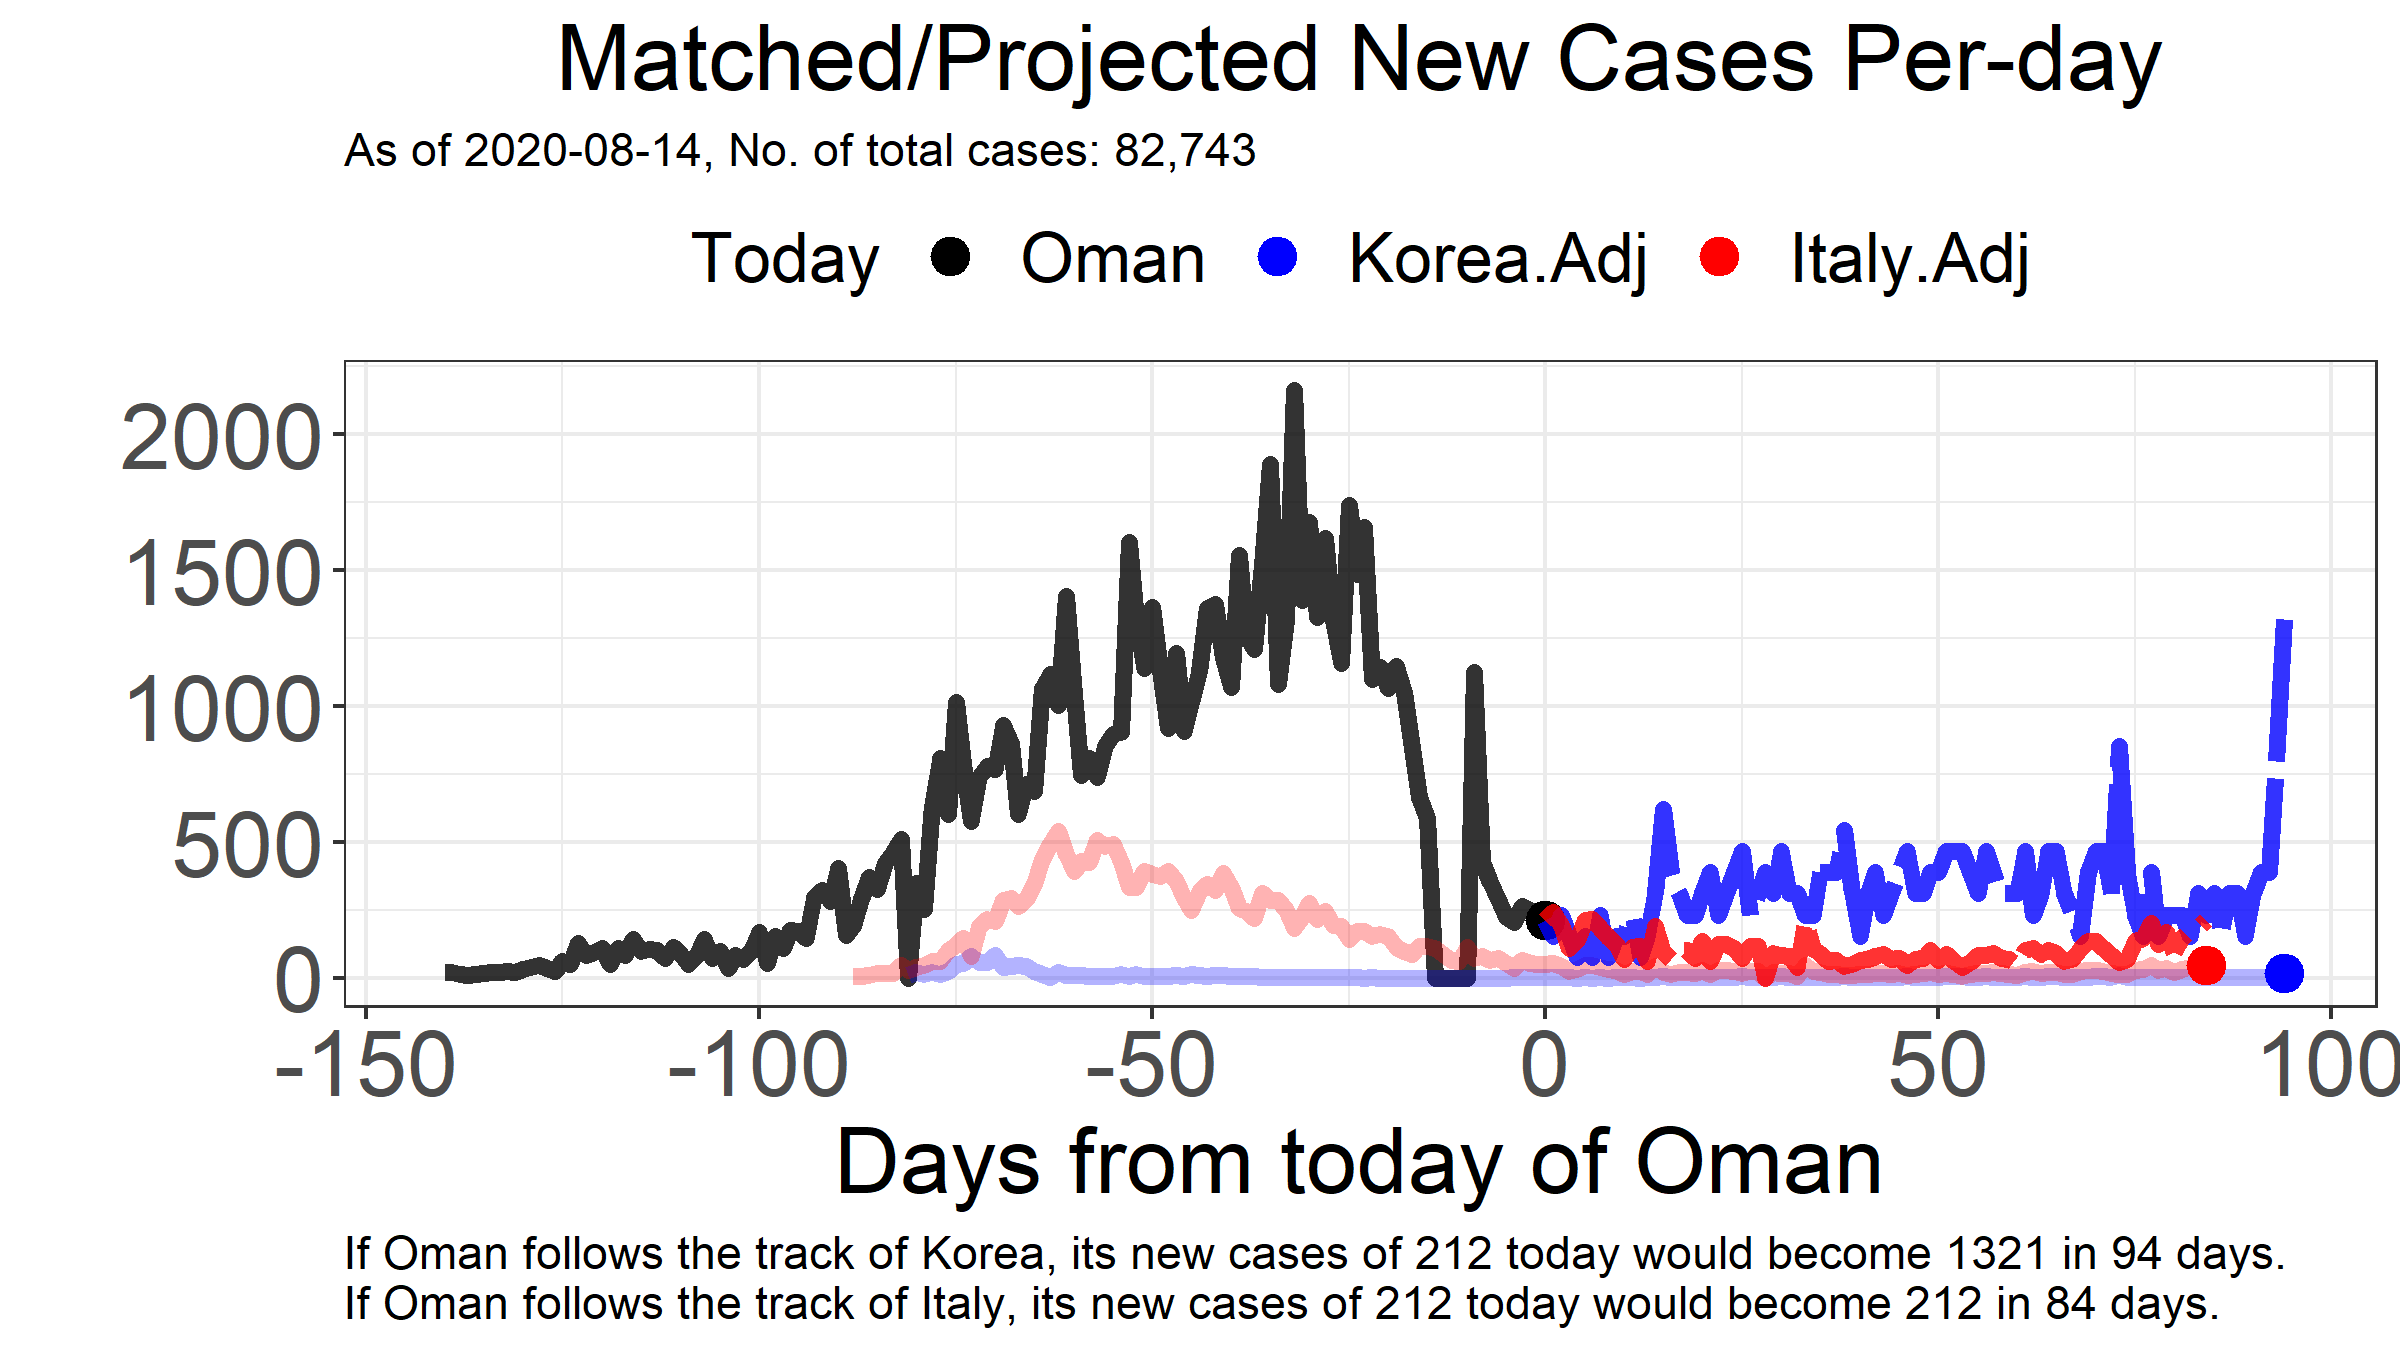 Matched/Projected New Cases Per-day
As of 2020-08-14, No. of total cases: 82,743
Today Oman Korea.Adj Italy.Adj
2000
1500
1000
500
0
-150 -100 -50 0 50 100
Days from today of Oman
If Oman follows the track of Korea, its new cases of 212 today would become 1321 in 94 days.
If Oman follows the track of Italy, its new cases of 212 today would become 212 in 84 days.